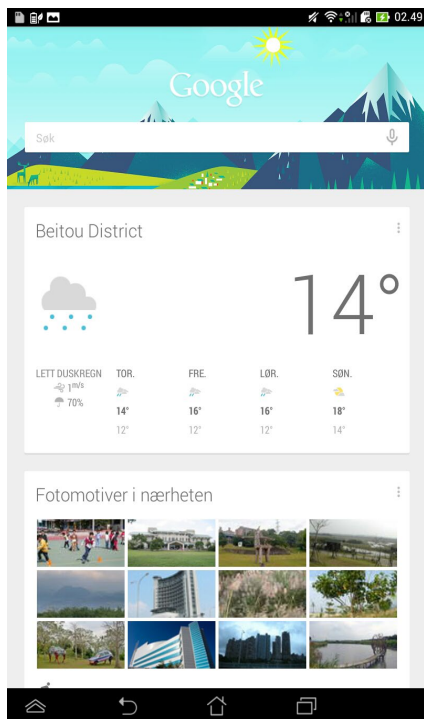 02.49
Google
Søk
Beitou District
14°
LETT DUSKREGN
1 m/s
70%
TOR. FRE. LØR. SØN.
14° 16° 16° 18°
12° 12° 12° 14°
Fotomotiver i nærheten